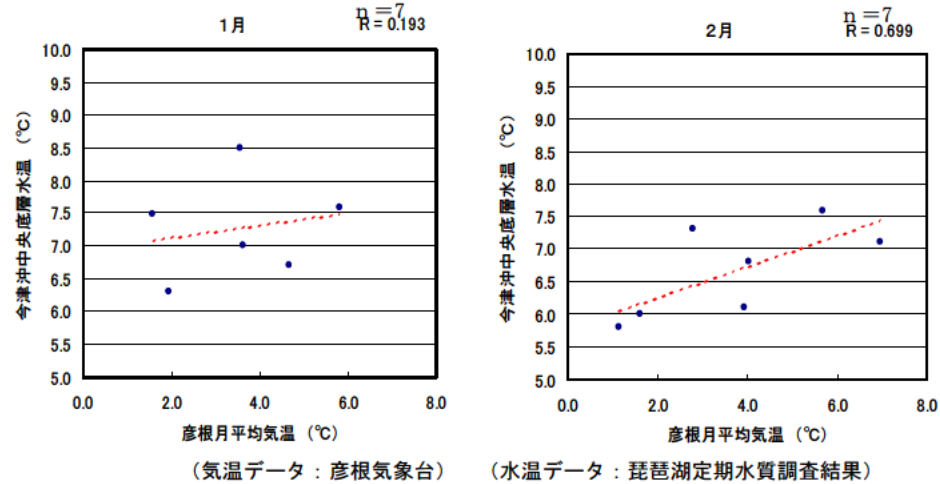 1月
n=7
R = 0.193
今津沖中央底層水温 (℃)
10.0
9.5
9.0
8.5
8.0
7.5
7.0
6.5
6.0
5.5
5.0
0.0 2.0 4.0 6.0 8.0
彦根月平均気温 (℃)
2月
n=7
R = 0.699
今津沖中央底層水温 (℃)
10.0
9.5
9.0
8.5
8.0
7.5
7.0
6.5
6.0
5.5
5.0
0.0 2.0 4.0 6.0 8.0
彦根月平均気温 (℃)
(気温データ:彦根気象台) (水温データ:琵琶湖定期水質調査結果)